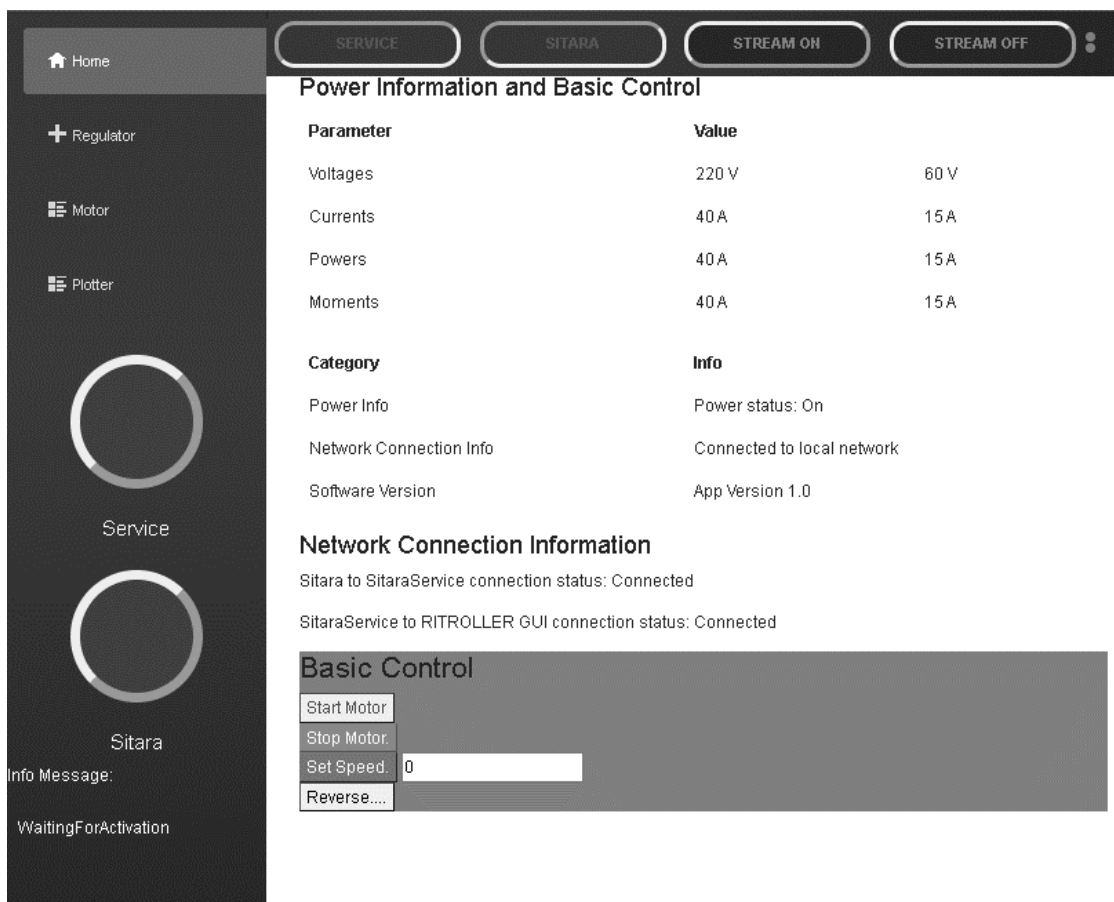 Home
Regulator
Motor
Plotter
Service
Sitara
Info Message:
WaitingForActivation
SERVICE
SITARA
STREAM ON
STREAM OFF
Power Information and Basic Control
Parameter Value
Voltages 220 V 60 V
Currents 40 A 15 A
Powers 40 A 15 A
Moments 40 A 15 A
Category Info
Power Info Power status: On
Network Connection Info Connected to local network
Software Version App Version 1.0
Network Connection Information
Sitara to SitaraService connection status: Connected
SitaraService to RITROLLER GUI connection status: Connected
Basic Control
Start Motor
Stop Motor.
Set Speed. 0
Reverse....